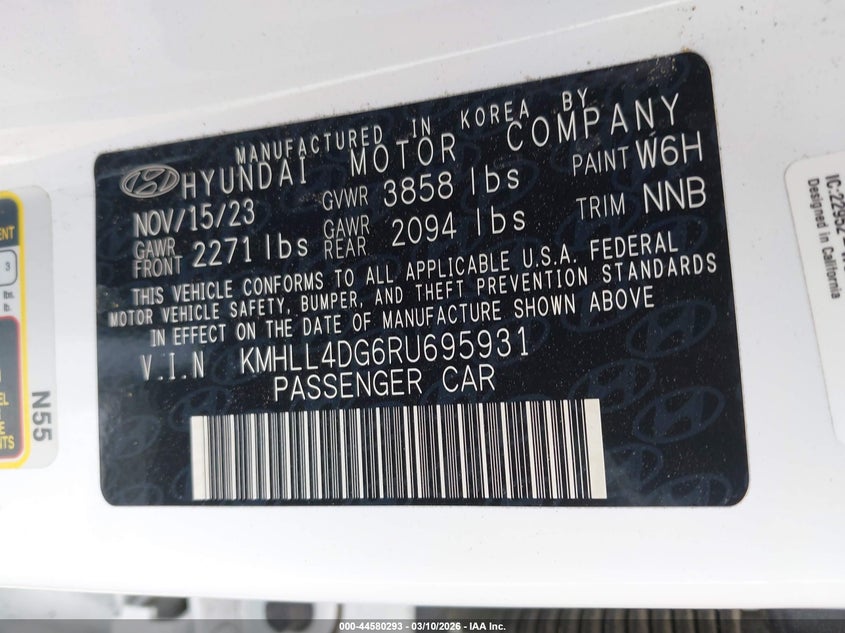 MANUFACTURED IN KOREA BY
HYUNDAI MOTOR COMPANY
NOV/15/23 GVWR 3858 lbs PAINT W6H
GAWR FRONT 2271 lbs GAWR REAR 2094 lbs TRIM NNB
THIS VEHICLE CONFORMS TO ALL APPLICABLE U.S.A. FEDERAL
MOTOR VEHICLE SAFETY, BUMPER, AND THEFT PREVENTION STANDARDS
IN EFFECT ON THE DATE OF MANUFACTURE SHOWN ABOVE
V.I.N KMHLL4DG6RU695931
PASSENGER CAR
N55
3
lbs.
lb.
Designed in California
000-44580293 - 03/10/2026 - IAA Inc.